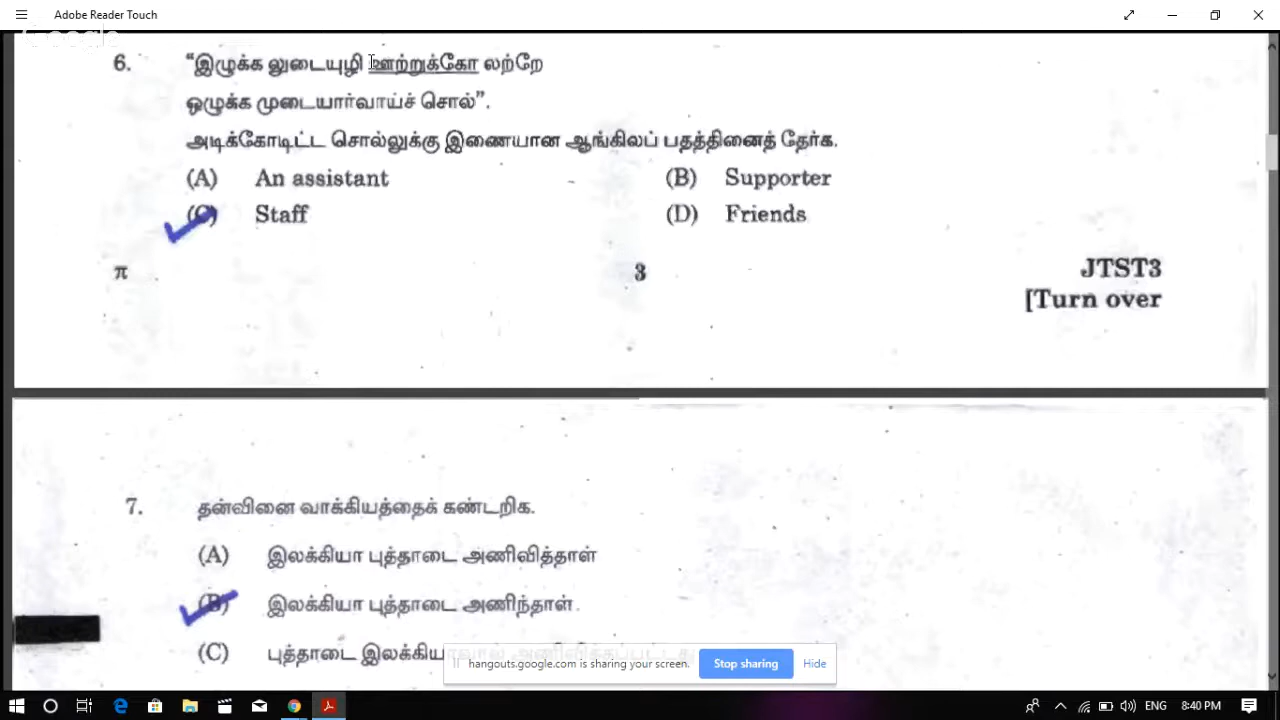 Adobe Reader Touch
Google
6. "இழுக்க லுடையுழி ஊற்றுக்கோ லற்றே
ஒழுக்க முடையார்வாய்ச் சொல்".
அடிக்கோடிட்ட சொல்லுக்கு இணையான ஆங்கிலப் பதத்தினைத் தேர்க.
(A) An assistant (B) Supporter
(C) Staff (D) Friends
π 3 JTST3
[Turn over
7. தன்வினை வாக்கியத்தைக் கண்டறிக.
(A) இலக்கியா புத்தாடை அணிவித்தாள்
(B) இலக்கியா புத்தாடை அணிந்தாள்.
(C) புத்தாடை
hangouts.google.com is sharing your screen. Stop sharing Hide
ENG 8:40 PM